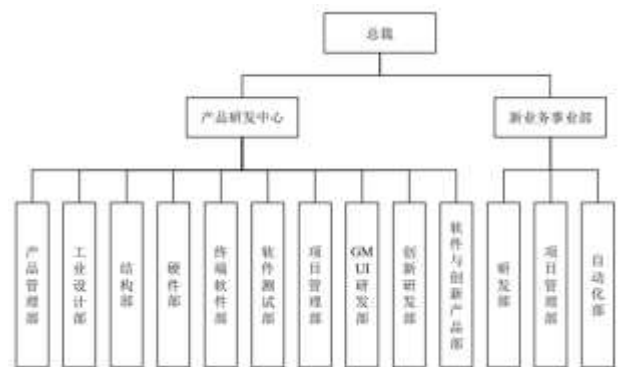 总裁
产品研发中心
新业务事业部
产品管理部
工业设计部
结构部
硬件部
终端软件部
软件测试部
项目管理部
GM
UI研发部
创新研发部
软件与创新产品部
研发部
项目管理部
自动化部